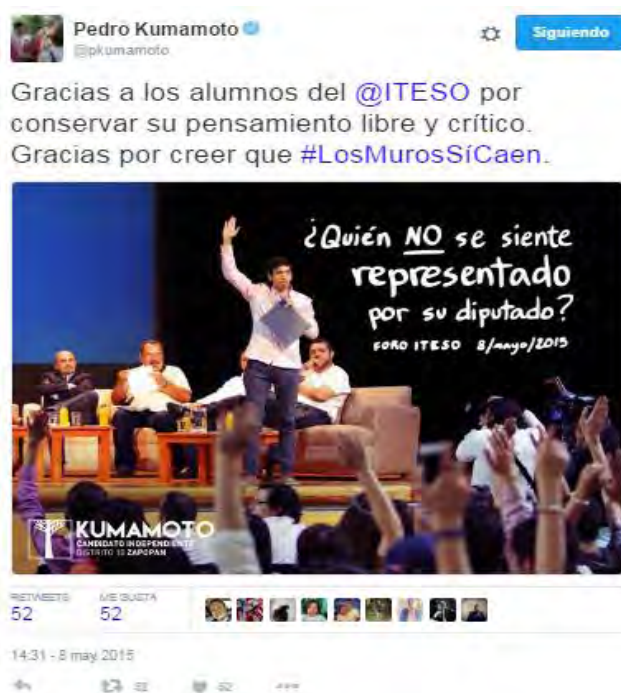 Pedro Kumamoto
@pkumamoto
Siguiendo
Gracias a los alumnos del @ITESO por
conservar su pensamiento libre y crítico.
Gracias por creer que #LosMurosSíCaen.
¿Quién NO se siente
representado
por su diputado?
FORO ITESO 8/mayo/2015
KUMAMOTO
CANDIDATO INDEPENDIENTE
DISTRITO 10 ZAPOPAN
RETWEETS ME GUSTA
52 52
14:31 - 8 may. 2015
52 52